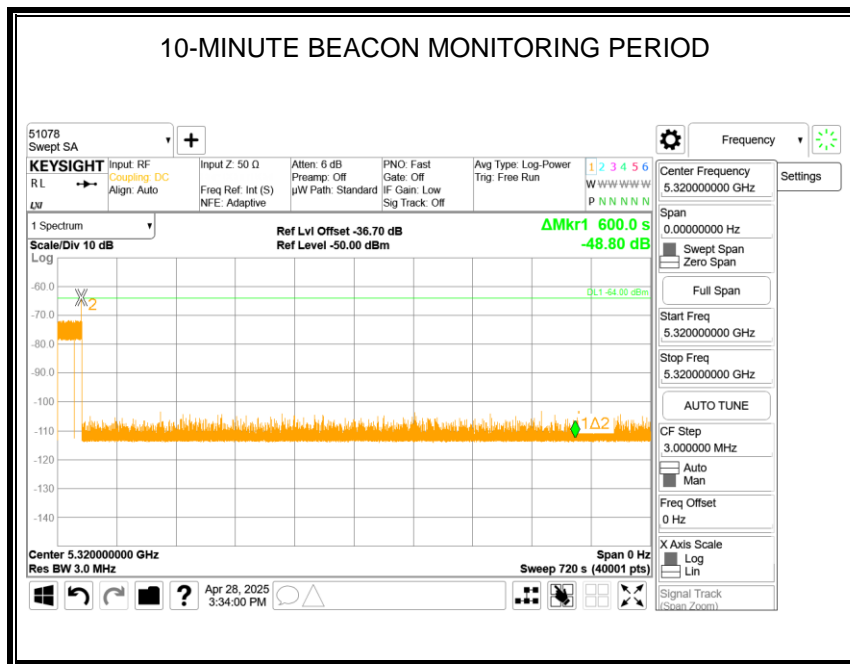 10-MINUTE BEACON MONITORING PERIOD
51078
Swept SA
+
Frequency
Settings
KEYSIGHT
RL
LXI
Input: RF
Coupling: DC
Align: Auto
Input Z: 50 Ω
Freq Ref: Int (S)
NFE: Adaptive
Atten: 6 dB
Preamp: Off
µW Path: Standard
PNO: Fast
Gate: Off
IF Gain: Low
Sig Track: Off
Avg Type: Log-Power
Trig: Free Run
1 2 3 4 5 6
W W W W W W
P N N N N N
1 Spectrum
Scale/Div 10 dB
Log
Ref Lvl Offset -36.70 dB
Ref Level -50.00 dBm
ΔMkr1 600.0 s
-48.80 dB
-60.0
-70.0
-80.0
-90.0
-100
-110
-120
-130
-140
X2
DL1 -64.00 dBm
1Δ2
Center 5.320000000 GHz
Res BW 3.0 MHz
Span 0 Hz
Sweep 720 s (40001 pts)
?
Apr 28, 2025
3:34:00 PM
Center Frequency
5.320000000 GHz
Span
0.00000000 Hz
Swept Span
Zero Span
Full Span
Start Freq
5.320000000 GHz
Stop Freq
5.320000000 GHz
AUTO TUNE
CF Step
3.000000 MHz
Auto
Man
Freq Offset
0 Hz
X Axis Scale
Log
Lin
Signal Track
(Span Zoom)